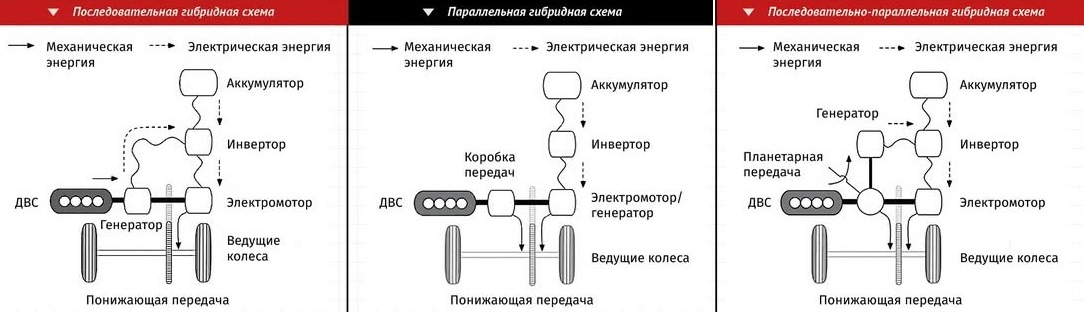 Последовательная гибридная схема
Механическая энергия
Электрическая энергия
Аккумулятор
Инвертор
ДВС
Электромотор
Генератор
Ведущие
колеса
Понижающая передача
Параллельная гибридная схема
Механическая
энергия
Электрическая энергия
Аккумулятор
Инвертор
Коробка
передач
ДВС
Электромотор/
генератор
Ведущие колеса
Понижающая передача
Последовательно-параллельная гибридная схема
Механическая
энергия
Электрическая энергия
Аккумулятор
Генератор
Инвертор
Планетарная
передача
ДВС
Электромотор
Ведущие колеса
Понижающая передача